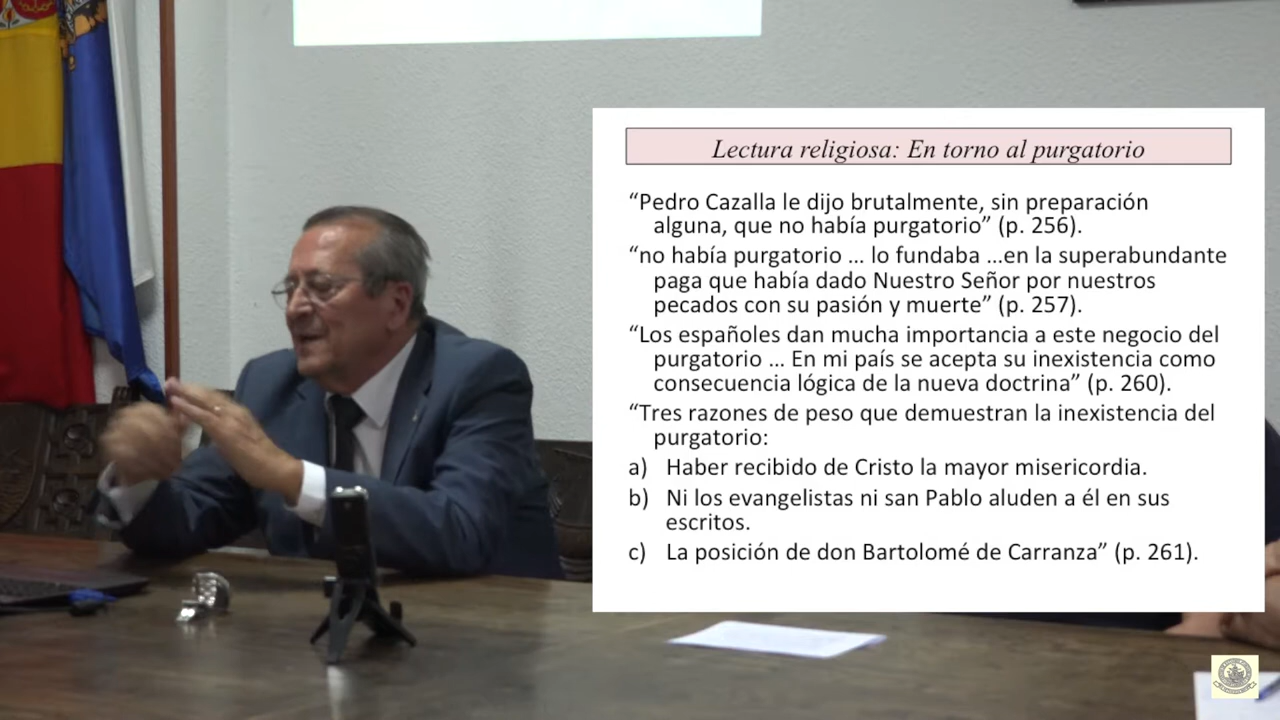 Lectura religiosa: En torno al purgatorio
“Pedro Cazalla le dijo brutalmente, sin preparación
alguna, que no había purgatorio” (p. 256).
“no había purgatorio ... lo fundaba ...en la superabundante
paga que había dado Nuestro Señor por nuestros
pecados con su pasión y muerte” (p. 257).
“Los españoles dan mucha importancia a este negocio del
purgatorio ... En mi país se acepta su inexistencia como
consecuencia lógica de la nueva doctrina” (p. 260).
“Tres razones de peso que demuestran la inexistencia del
purgatorio:
a) Haber recibido de Cristo la mayor misericordia.
b) Ni los evangelistas ni san Pablo aluden a él en sus
escritos.
c) La posición de don Bartolomé de Carranza” (p. 261).